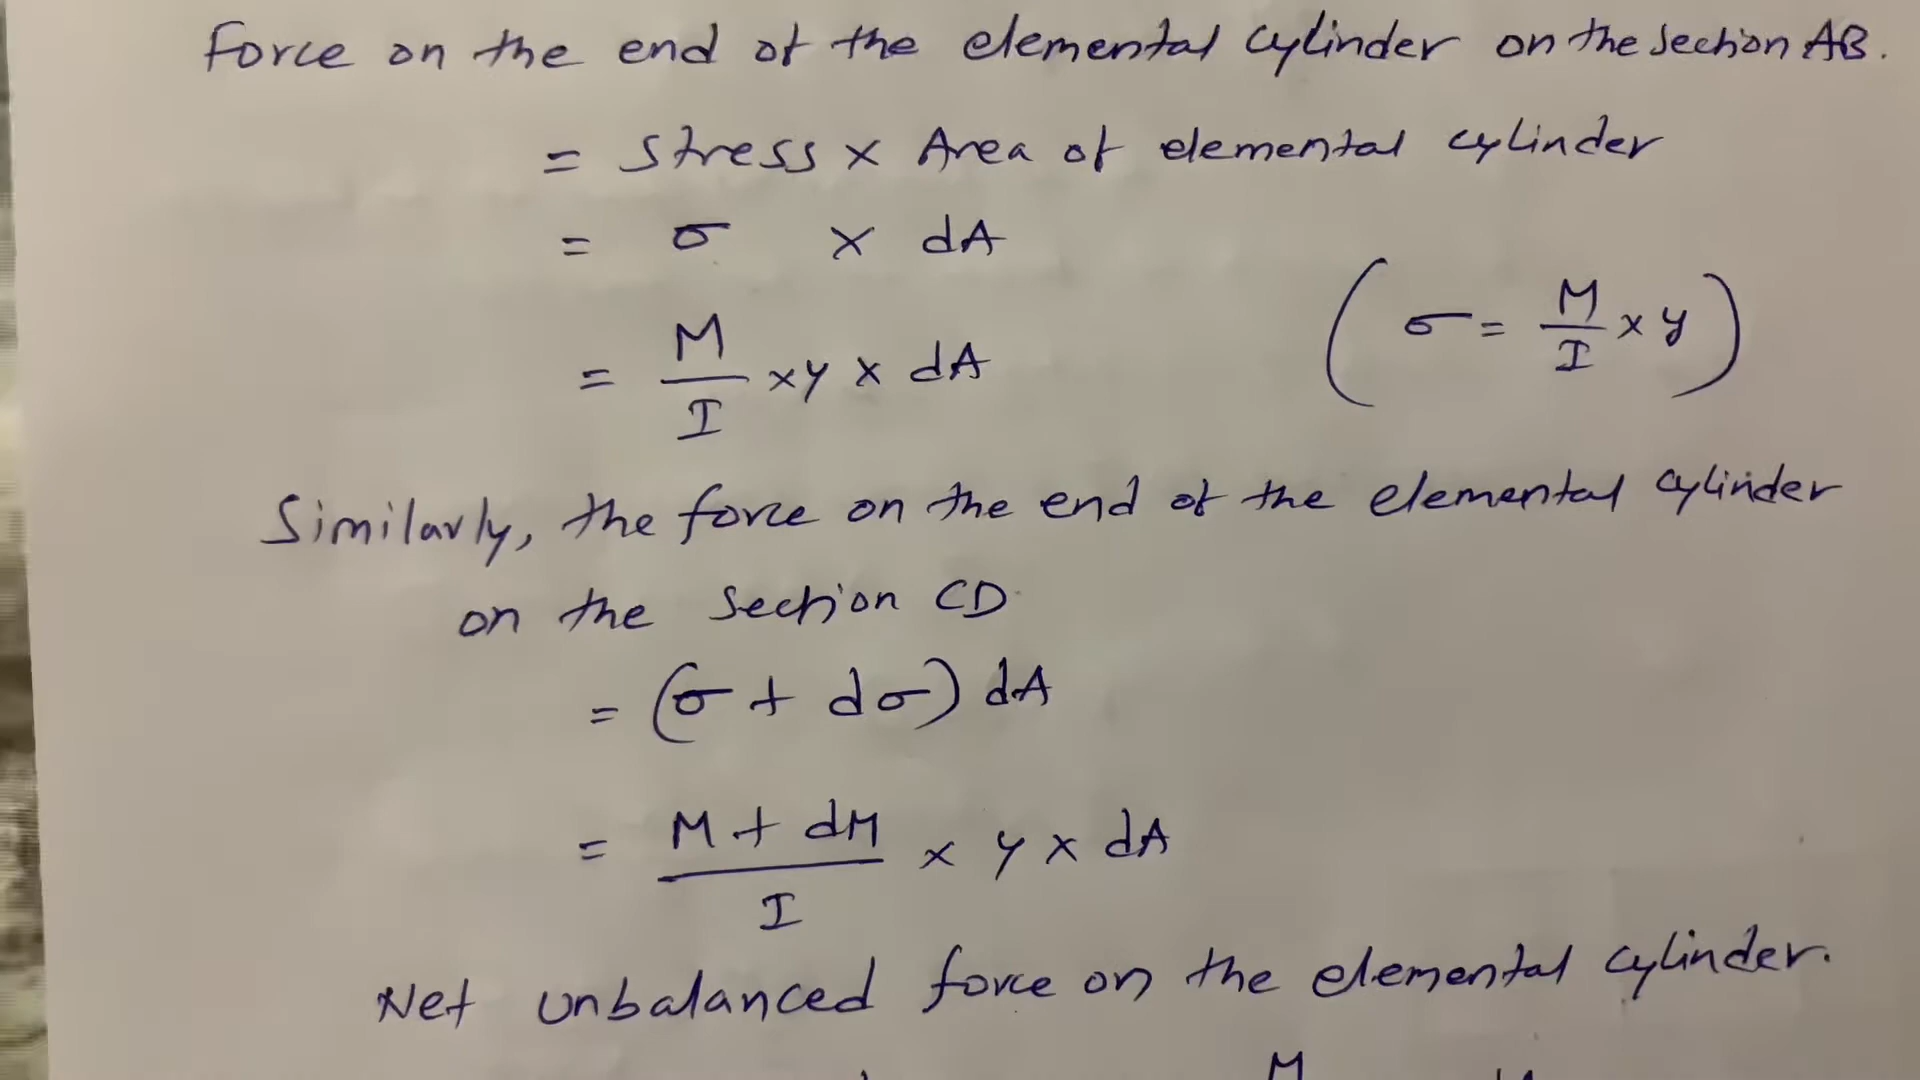 Force on the end of the elemental cylinder on the section AB.
= Stress × Area of elemental cylinder
= σ × dA
= M/I × y × dA
(σ = M/I × y)
Similarly, the force on the end of the elemental cylinder
on the section CD
= (σ + dσ) dA
= M + dM / I × y × dA
Net unbalanced force on the elemental cylinder.
M